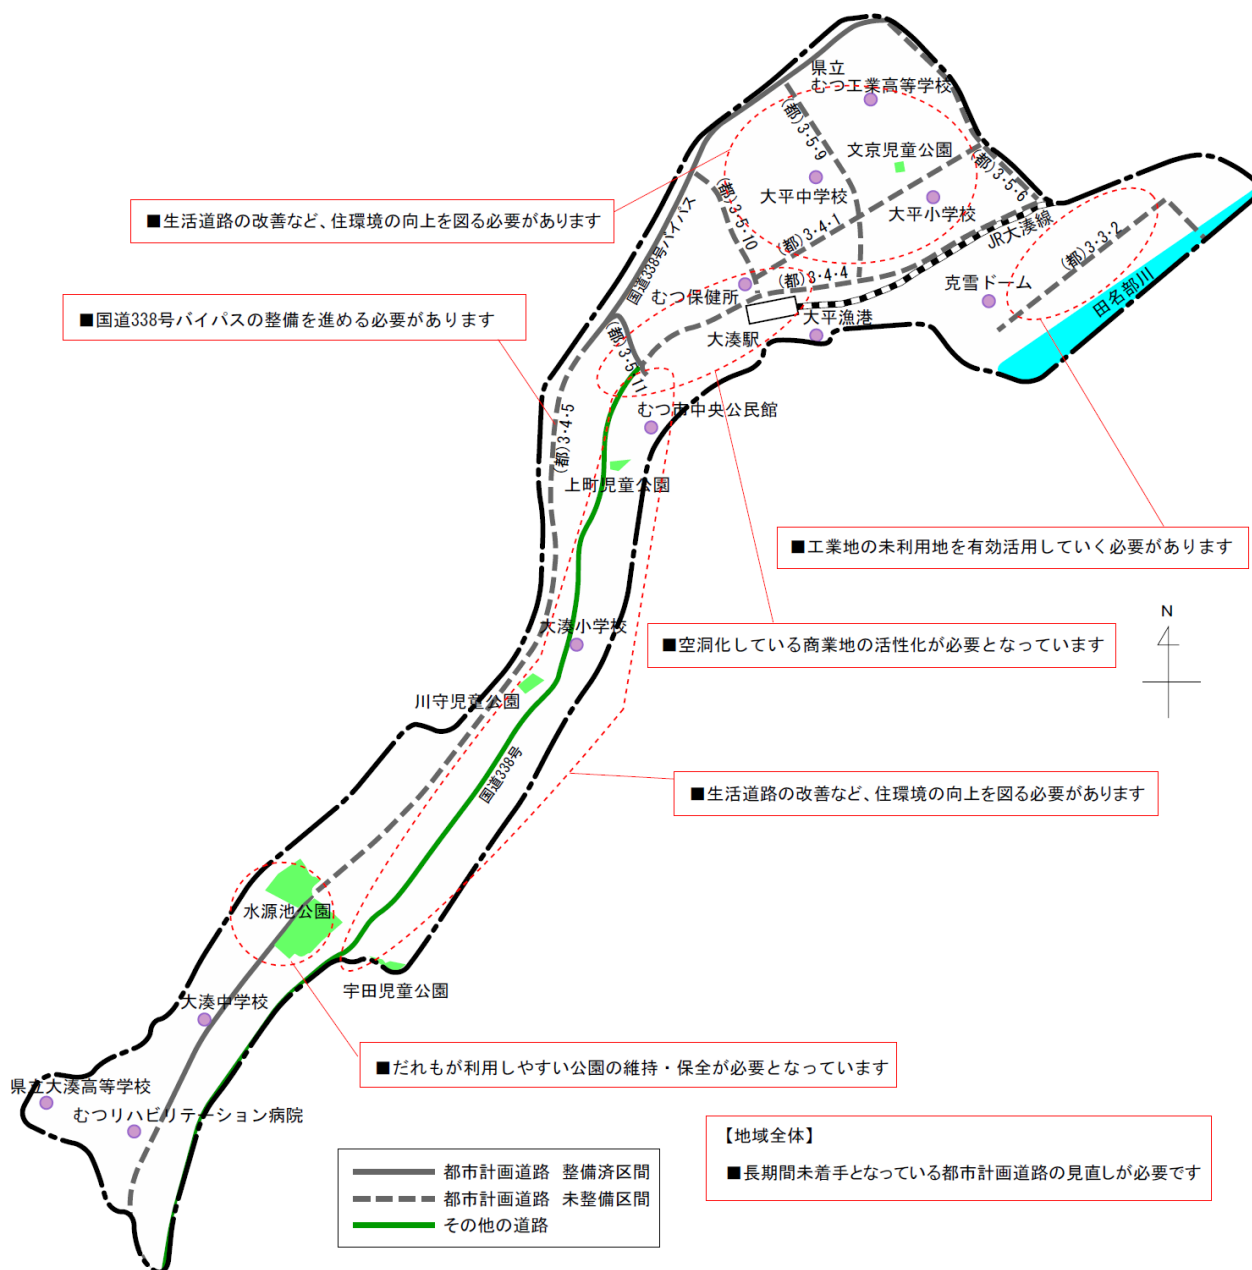 県立
むつ工業高等学校
(都)3・5・9
文京児童公園
(都)3・5・6
大平中学校
大平小学校
■生活道路の改善など、住環境の向上を図る必要があります
(都)3・5・10
(都)3・4・1
JR大湊線
国道338号バイパス
(都)3・3・2
(都)3・4・4
むつ保健所
克雪ドーム
田名部川
■国道338号バイパスの整備を進める必要があります
大平漁港
大湊駅
(都)3・5・11
むつ市中央公民館
(都)3・4・5
上町児童公園
■工業地の未利用地を有効活用していく必要があります
N
大湊小学校
■空洞化している商業地の活性化が必要となっています
川守児童公園
国道338号
■生活道路の改善など、住環境の向上を図る必要があります
水源池公園
宇田児童公園
大湊中学校
■だれもが利用しやすい公園の維持・保全が必要となっています
県立大湊高等学校
むつリハビリテーション病院
【地域全体】
■長期間未着手となっている都市計画道路の見直しが必要です
都市計画道路 整備済区間
都市計画道路 未整備区間
その他の道路